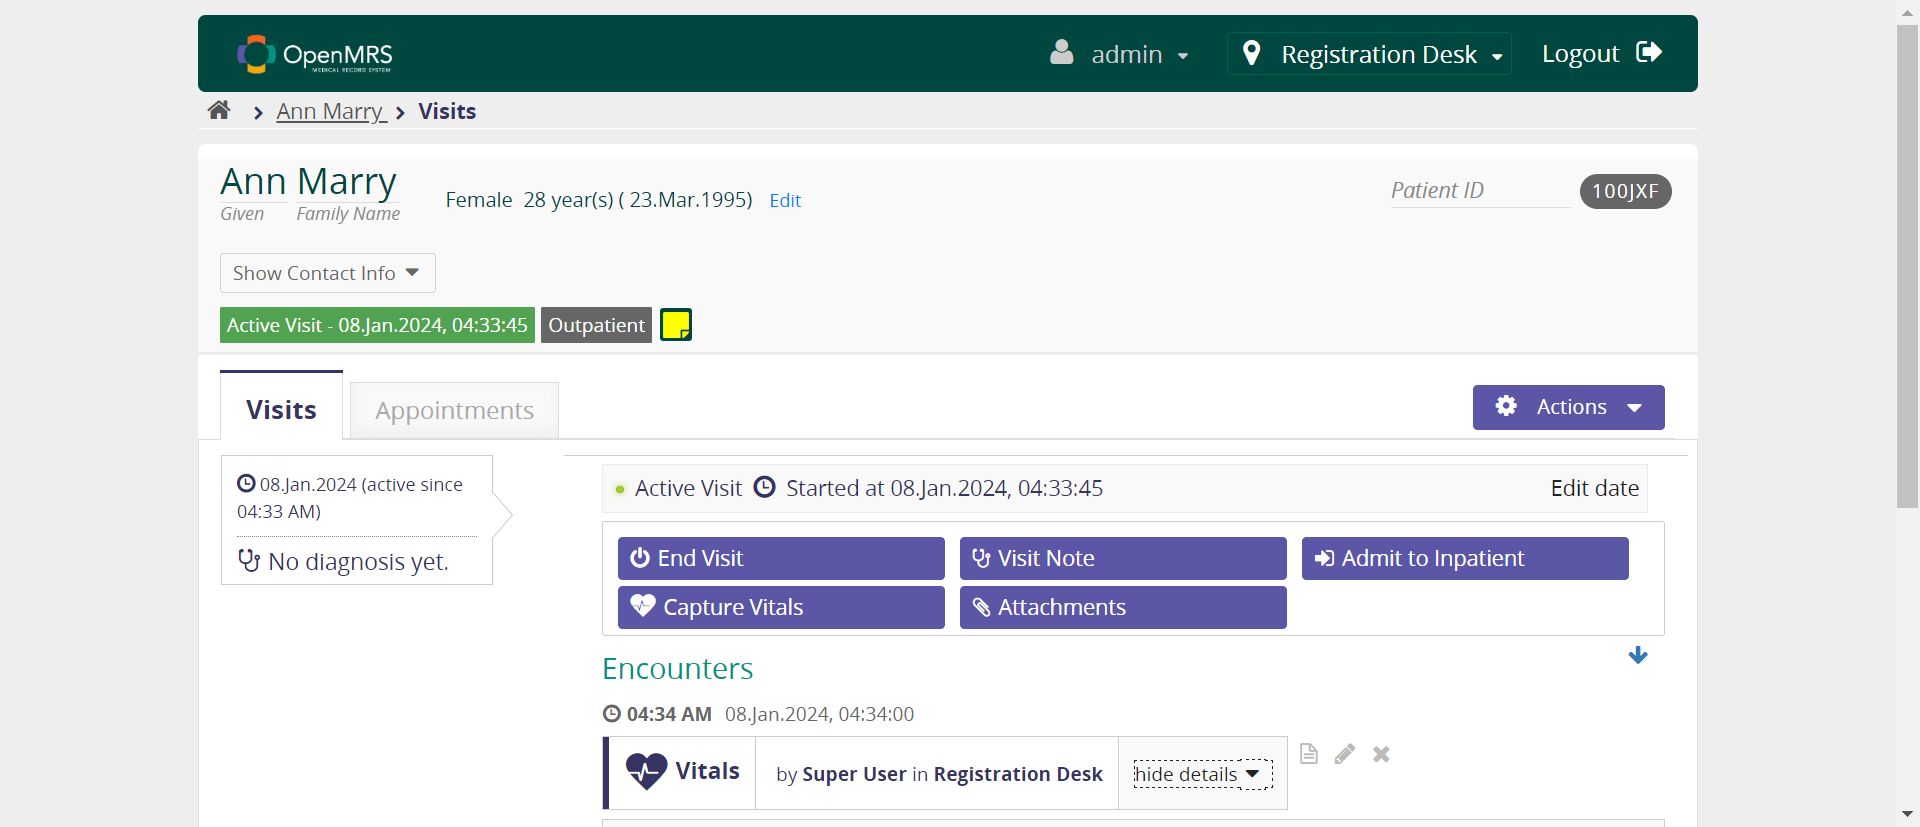 OpenMRS
MEDICAL RECORD SYSTEM
admin
Registration Desk
Logout
Ann Marry
Visits
Ann Marry
Given Family Name
Female 28 year(s) ( 23.Mar.1995) Edit
Patient ID 100JXF
Show Contact Info
Active Visit - 08.Jan.2024, 04:33:45 Outpatient
Visits
Appointments
Actions
08.Jan.2024 (active since
04:33 AM)
No diagnosis yet.
Active Visit Started at 08.Jan.2024, 04:33:45
Edit date
End Visit
Visit Note
Admit to Inpatient
Capture Vitals
Attachments
Encounters
04:34 AM 08.Jan.2024, 04:34:00
Vitals
by Super User in Registration Desk
hide details